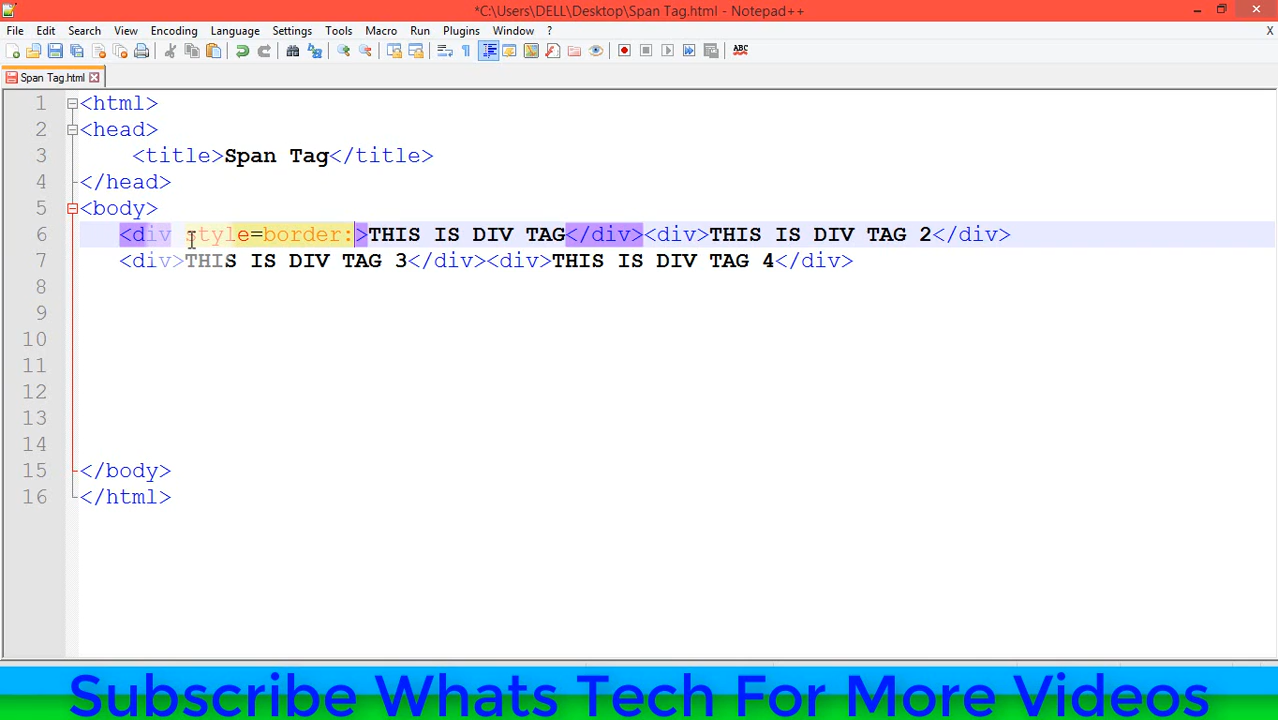 *C:\Users\DELL\Desktop\Span Tag.html - Notepad++
File Edit Search View Encoding Language Settings Tools Macro Run Plugins Window ? X
ABC
Span Tag.html
1 <html>
2 <head>
3 <title>Span Tag</title>
4 </head>
5 <body>
6 <div style=border:>THIS IS DIV TAG</div><div>THIS IS DIV TAG 2</div>
7 <div>THIS IS DIV TAG 3</div><div>THIS IS DIV TAG 4</div>
8
9
10
11
12
13
14
15 </body>
16 </html>
Subscribe Whats Tech For More Videos